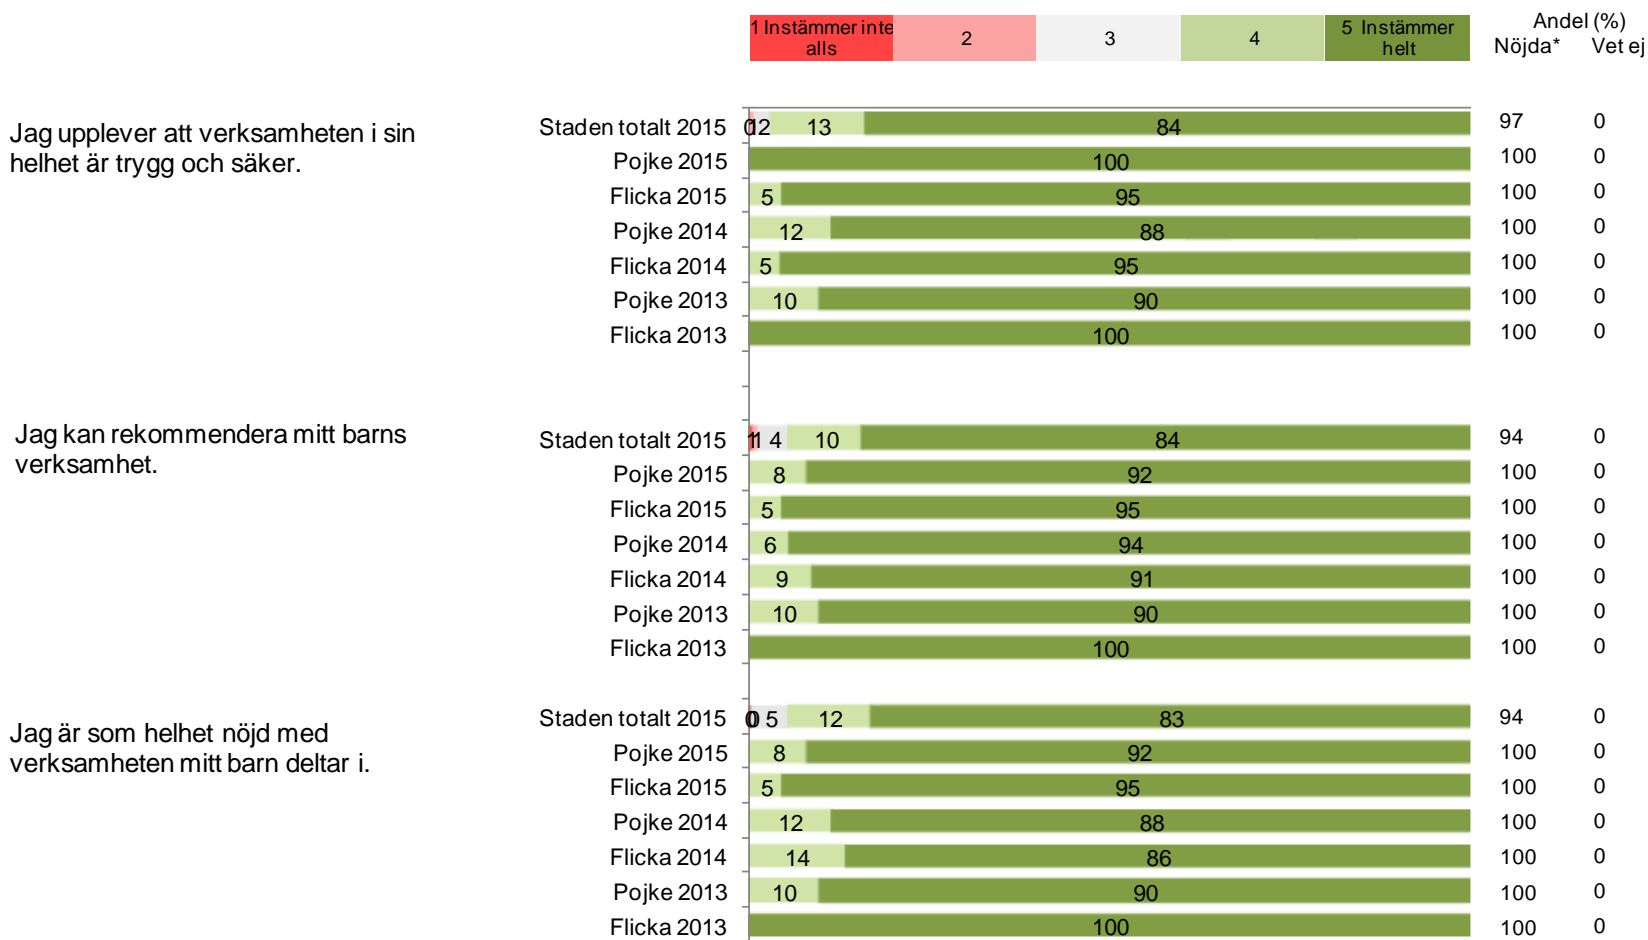 1 Instämmer inte alls 2 3 4 5 Instämmer helt Andel (%)
Nöjda* Vet ej
Jag upplever att verksamheten i sin
helhet är trygg och säker.
Staden totalt 2015 0 1 2 13 84 97 0
Pojke 2015 100 100 0
Flicka 2015 5 95 100 0
Pojke 2014 12 88 100 0
Flicka 2014 5 95 100 0
Pojke 2013 10 90 100 0
Flicka 2013 100 100 0
Jag kan rekommendera mitt barns
verksamhet.
Staden totalt 2015 1 1 4 10 84 94 0
Pojke 2015 8 92 100 0
Flicka 2015 5 95 100 0
Pojke 2014 6 94 100 0
Flicka 2014 9 91 100 0
Pojke 2013 10 90 100 0
Flicka 2013 100 100 0
Jag är som helhet nöjd med
verksamheten mitt barn deltar i.
Staden totalt 2015 0 0 5 12 83 94 0
Pojke 2015 8 92 100 0
Flicka 2015 5 95 100 0
Pojke 2014 12 88 100 0
Flicka 2014 14 86 100 0
Pojke 2013 10 90 100 0
Flicka 2013 100 100 0